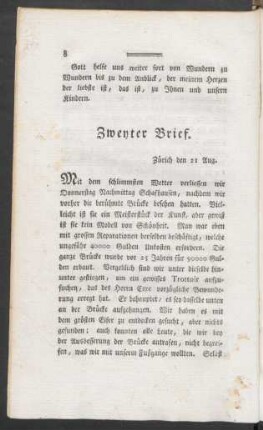 8
Gott helfe uns weiter fort von Wundern zu
Wundern bis zu dem Anblick, der meinem Herzen
der liebste ist, das ist, zu Ihnen und unsern
Kindern.
Zweyter Brief.
Zürich den 21 Aug.
Mit dem schlimmsten Wetter verliessen wir
Donnerstag Nachmittag Schafhausen, nachdem wir
vorher die berühmte Brücke besehen hatten. Viel-
leicht ist sie ein Meisterstück der Kunst, aber gewiß
ist sie kein Modell von Schönheit. Man war eben
mit grossen Reparationen derselben beschäftigt, welche
ungefähr 40000 Gulden Unkosten erfordern. Die
ganze Brücke wurde vor 25 Jahren für 90000 Gul-
den erbaut. Vergeblich sind wir unter dieselbe hin-
unter gestiegen, um ein gewisses Trottoir aufzu-
suchen, das des Herrn Coxe vorzügliche Bewunde-
rung erregt hat. Er behauptet, es sey dasselbe unten
an der Brücke aufgehangen. Wir haben es mit
dem größten Eifer zu entdecken gesucht, aber nichts
gefunden; auch konnten alle Leute, die wir bey
der Ausbesserung der Brücke antrafen, nicht begrei-
fen, was wir mit unserm Fußgange wollten. Selbst